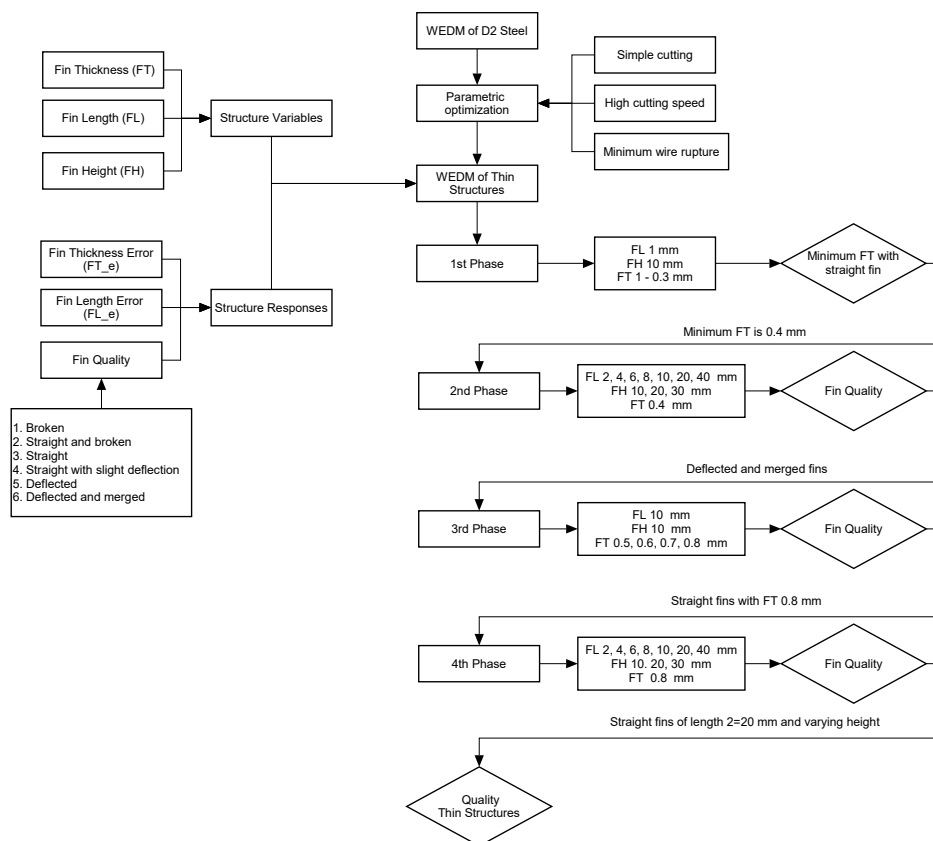 WEDM of D2 Steel
Simple cutting
Fin Thickness (FT)
Parametric
optimization
High cutting speed
Fin Length (FL)
Structure Variables
Minimum wire rupture
Fin Height (FH)
WEDM of Thin
Structures
Fin Thickness Error
(FT_e)
1st Phase
FL 1 mm
FH 10 mm
FT 1 - 0.3 mm
Minimum FT with
straight fin
Fin Length Error
(FL_e)
Structure Responses
Minimum FT is 0.4 mm
Fin Quality
2nd Phase
FL 2, 4, 6, 8, 10, 20, 40 mm
FH 10, 20, 30 mm
FT 0.4 mm
Fin Quality
1. Broken
2. Straight and broken
3. Straight
4. Straight with slight deflection
5. Deflected
6. Deflected and merged
Deflected and merged fins
3rd Phase
FL 10 mm
FH 10 mm
FT 0.5, 0.6, 0.7, 0.8 mm
Fin Quality
Straight fins with FT 0.8 mm
4th Phase
FL 2, 4, 6, 8, 10, 20, 40 mm
FH 10. 20, 30 mm
FT 0.8 mm
Fin Quality
Straight fins of length 2=20 mm and varying height
Quality
Thin Structures